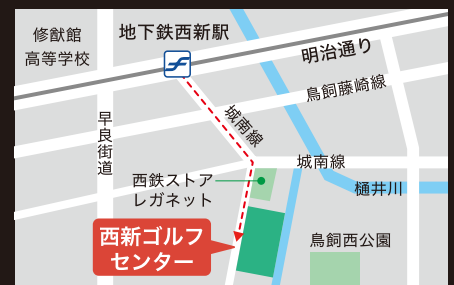 修猷館
高等学校
地下鉄西新駅
明治通り
鳥飼藤崎線
早良街道
城南線
城南線
西鉄ストア
レガネット
樋井川
西新ゴルフ
センター
鳥飼西公園